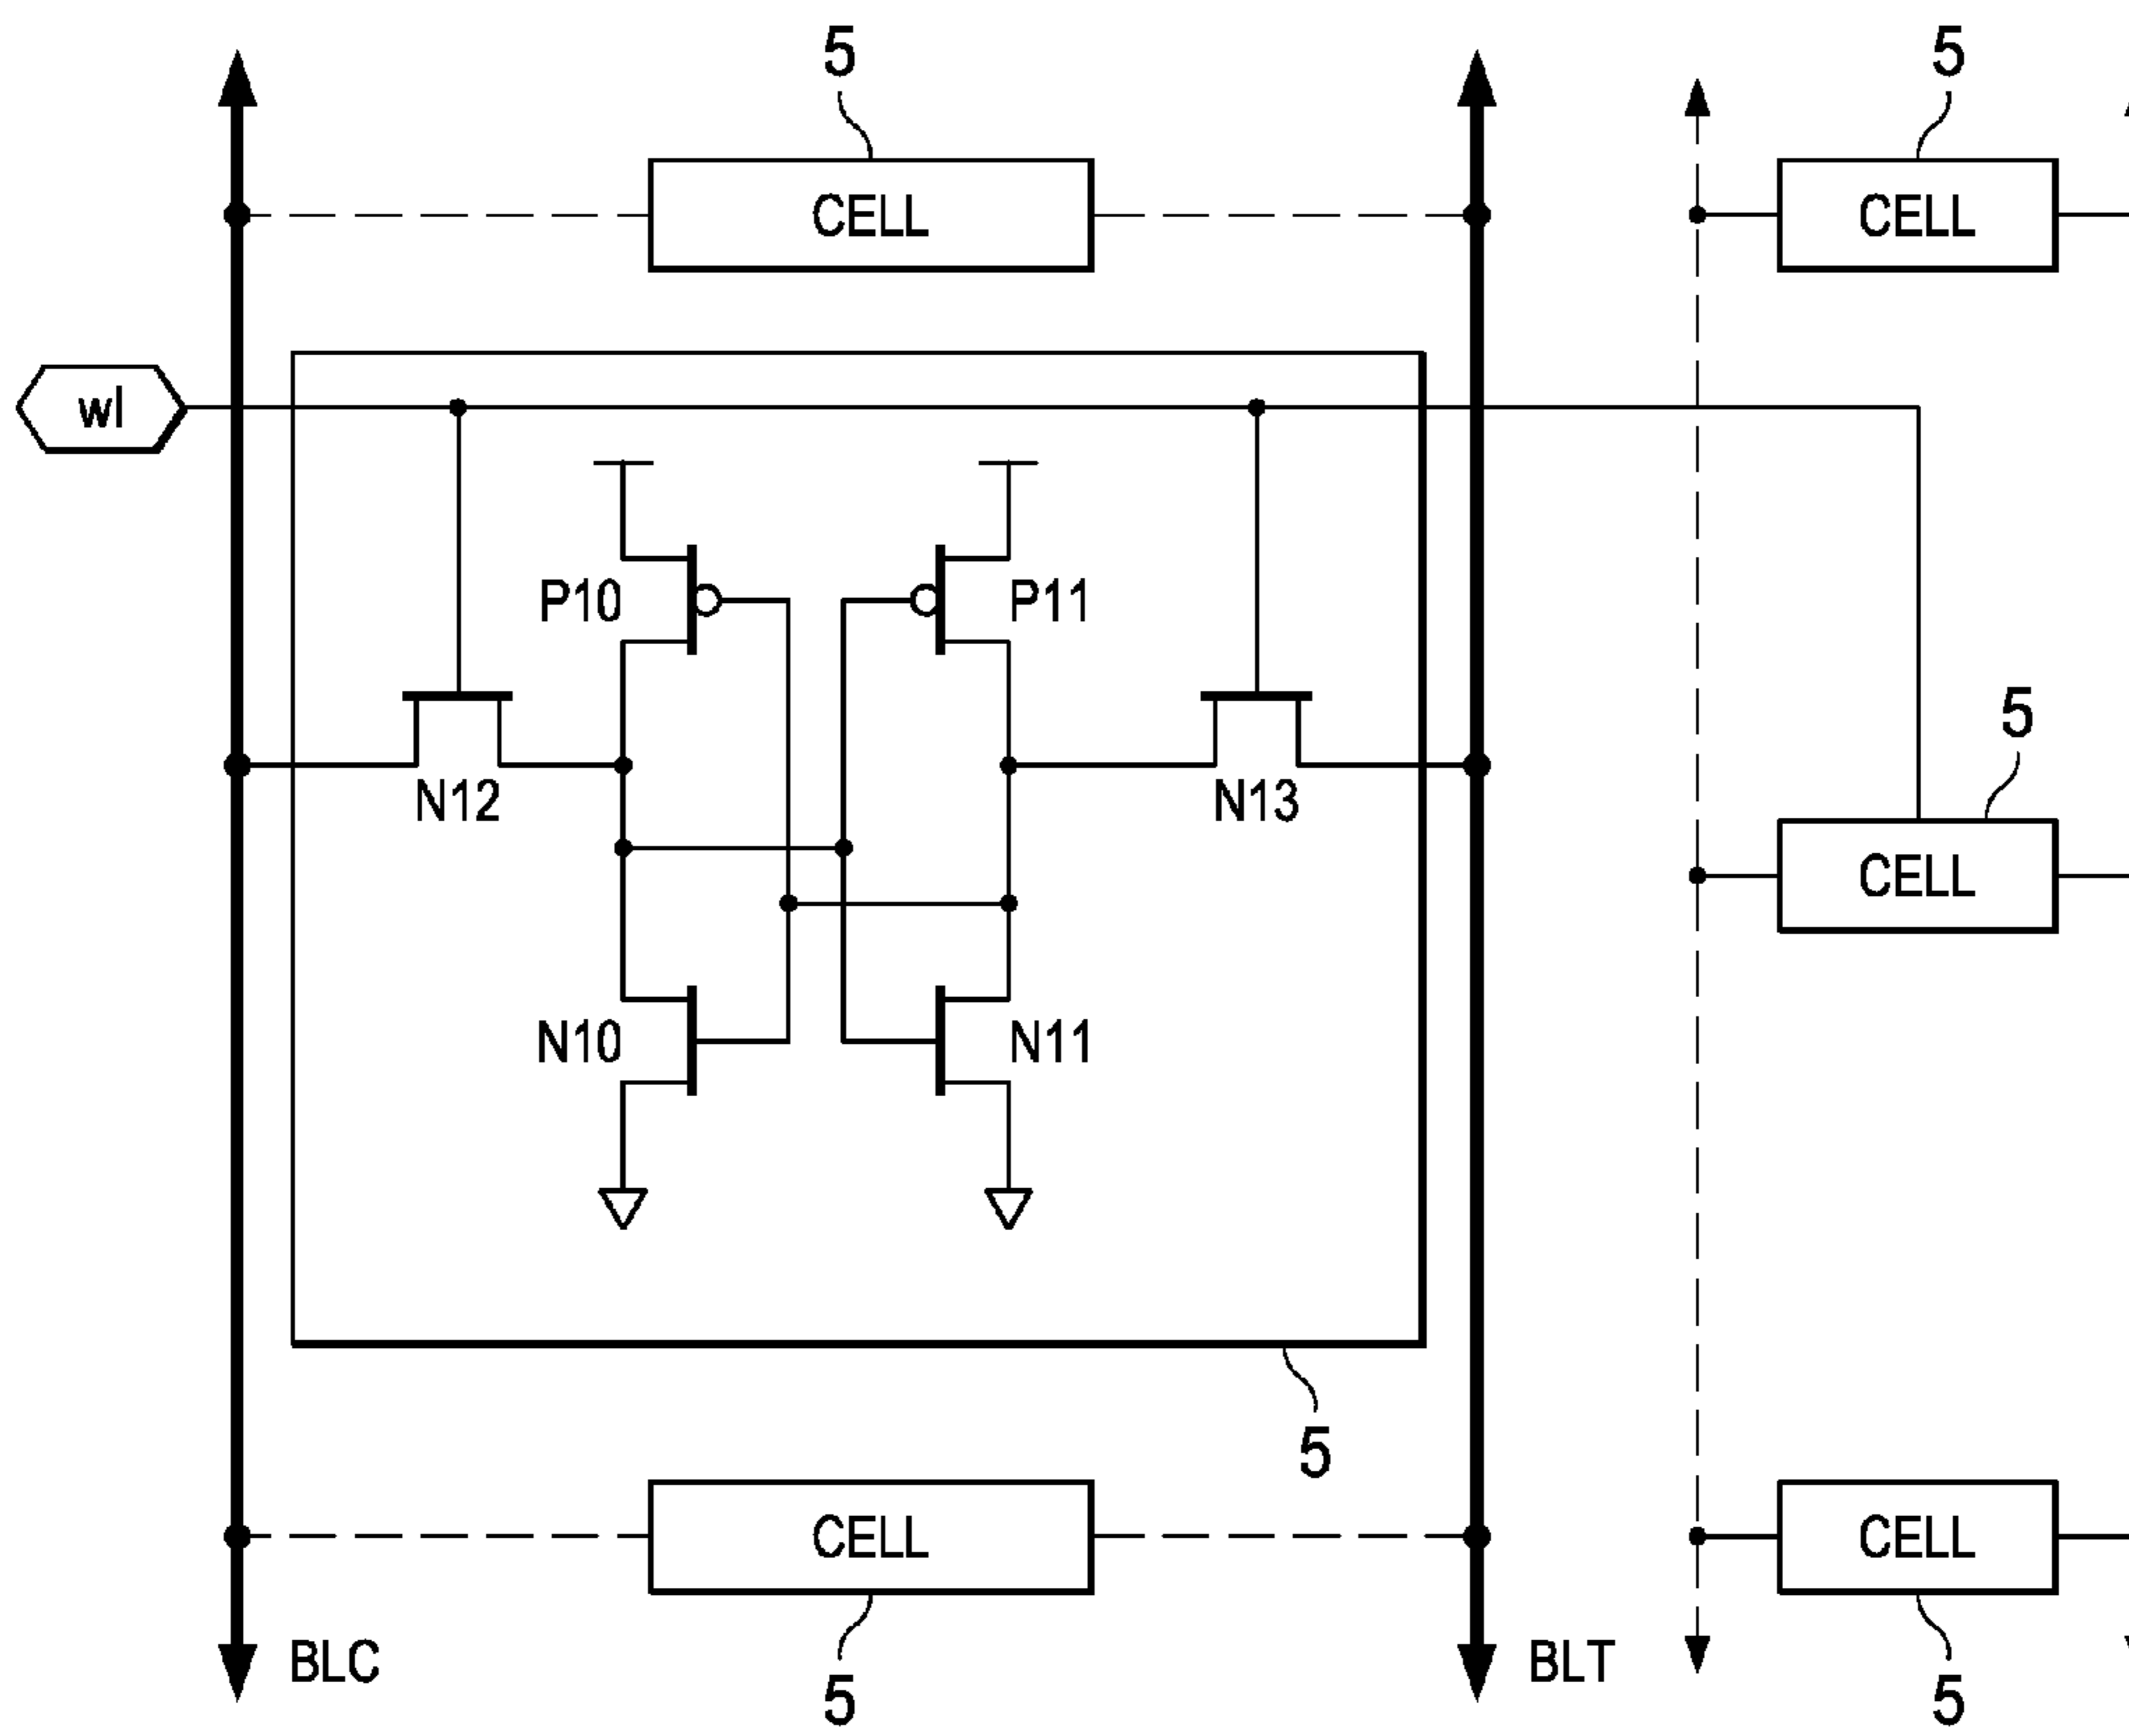 5 5
CELL CELL
wl
P10 P11
5
N12 N13
CELL
N10 N11
5
CELL CELL
BLC BLT
5 5